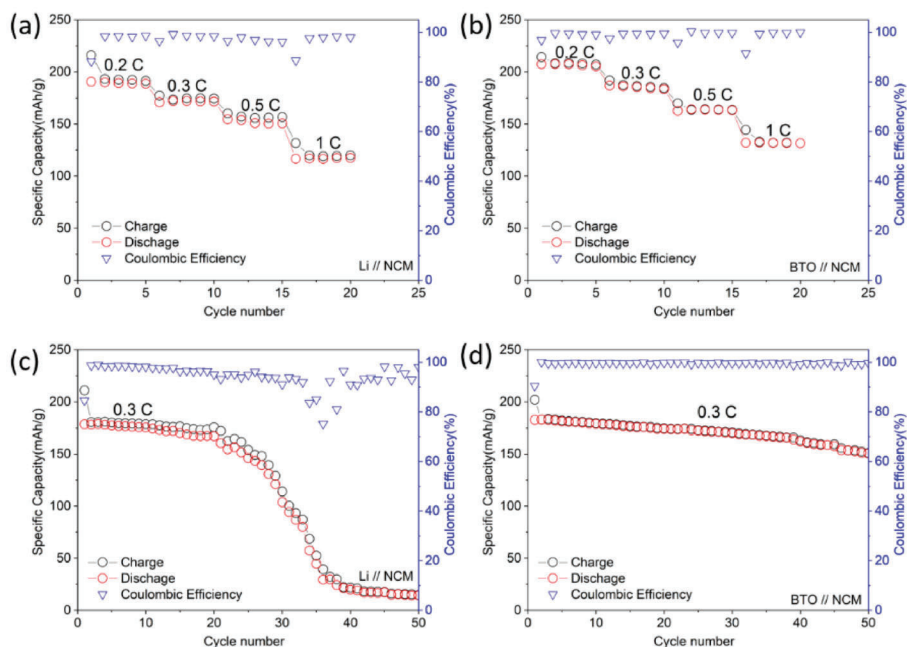 (a)
250
200
150
100
50
0
0 5 10 15 20 25
Specific Capacity(mAh/g)
Cycle number
100
80
60
40
20
0
Coulombic Efficiency(%)
0.2 C
0.3 C
0.5 C
1 C
Charge
Dischage
Coulombic Efficiency
Li // NCM
(b)
250
200
150
100
50
0
0 5 10 15 20 25
Specific Capacity(mAh/g)
Cycle number
100
80
60
40
20
0
Coulombic Efficiency(%)
0.2 C
0.3 C
0.5 C
1 C
Charge
Dischage
Coulombic Efficiency
BTO // NCM
(c)
250
200
150
100
50
0
0 10 20 30 40 50
Specific Capacity(mAh/g)
Cycle number
100
80
60
40
20
0
Coulombic Efficiency(%)
0.3 C
Charge
Dischage
Coulombic Efficiency
Li // NCM
(d)
250
200
150
100
50
0
0 10 20 30 40 50
Specific Capacity(mAh/g)
Cycle number
100
80
60
40
20
0
Coulombic Efficiency(%)
0.3 C
Charge
Dischage
Coulombic Efficiency
BTO // NCM